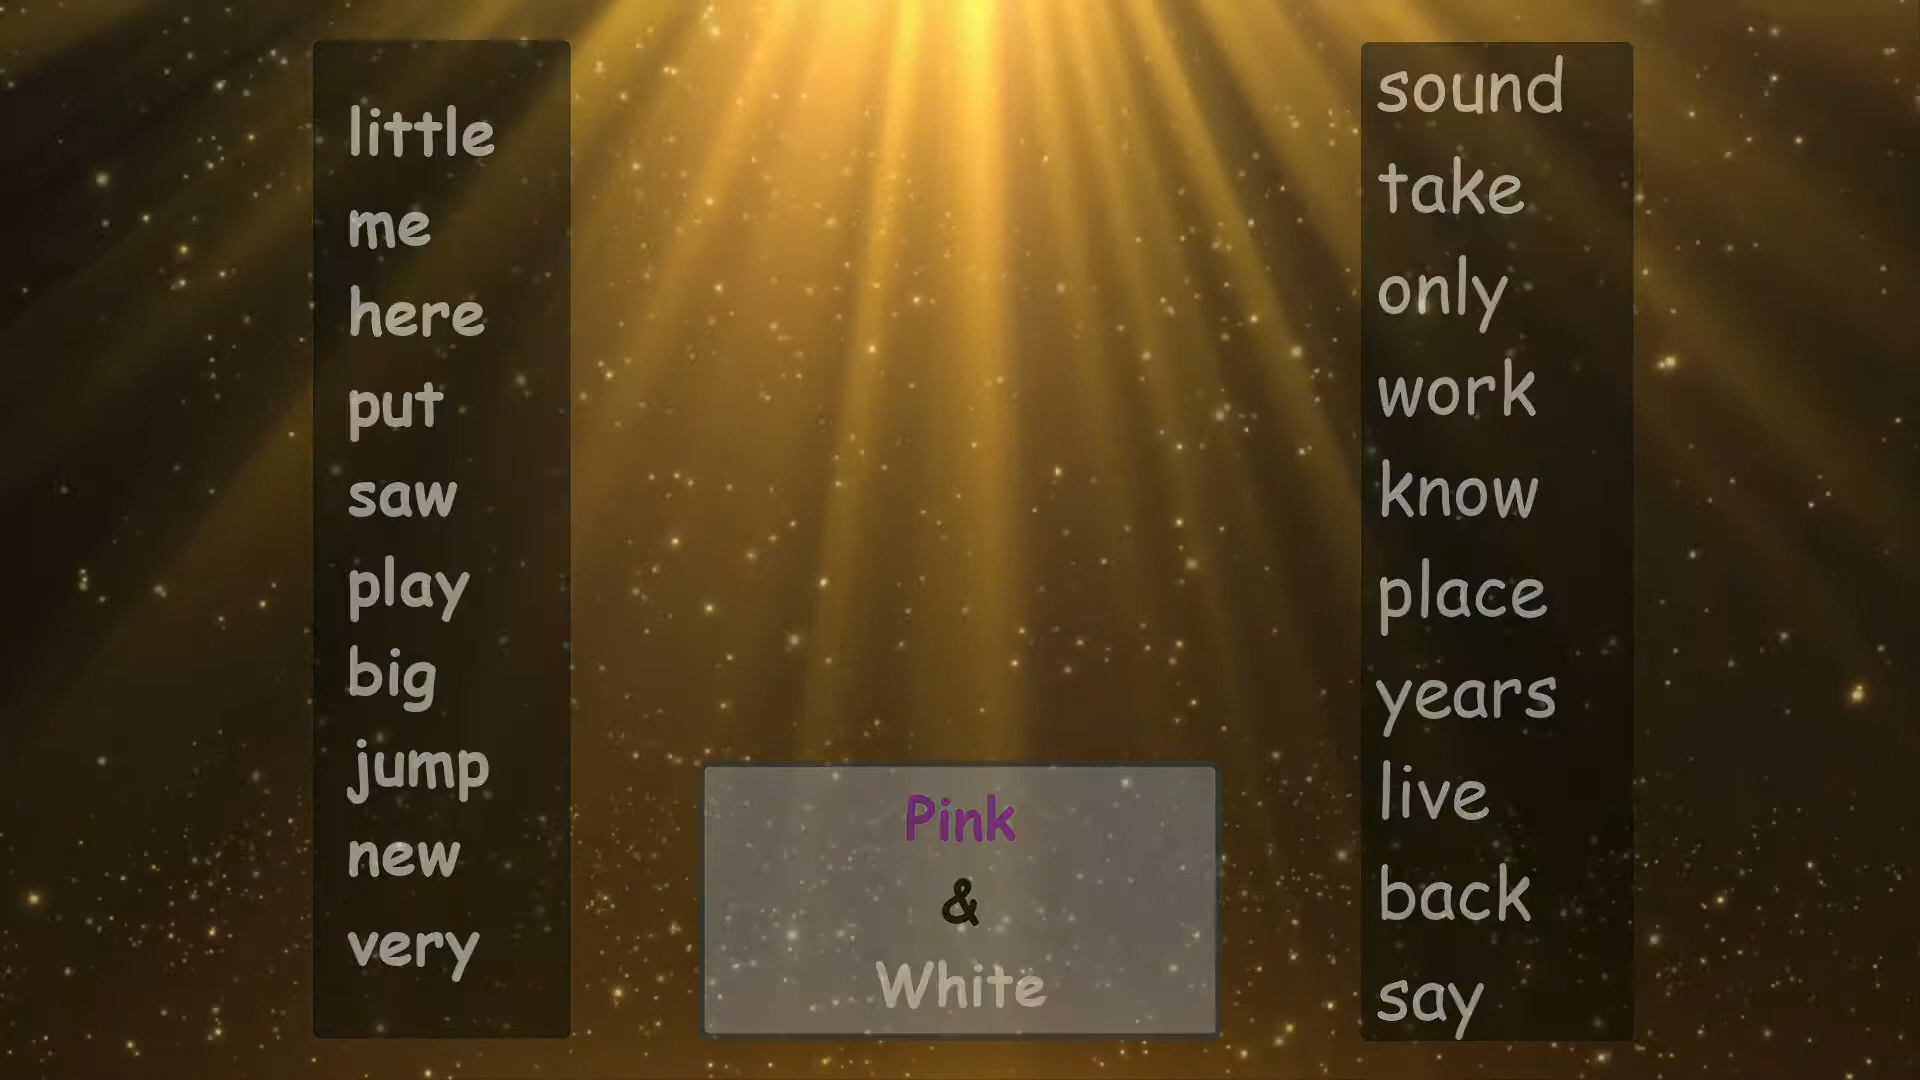 little
me
here
put
saw
play
big
jump
new
very
Pink
&
White
sound
take
only
work
know
place
years
live
back
say